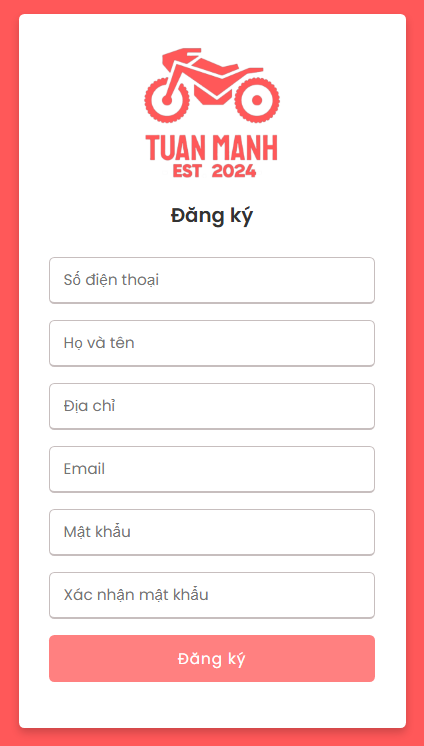 TUAN MANH
EST 2024
Đăng ký
Số điện thoại
Họ và tên
Địa chỉ
Email
Mật khẩu
Xác nhận mật khẩu
Đăng ký